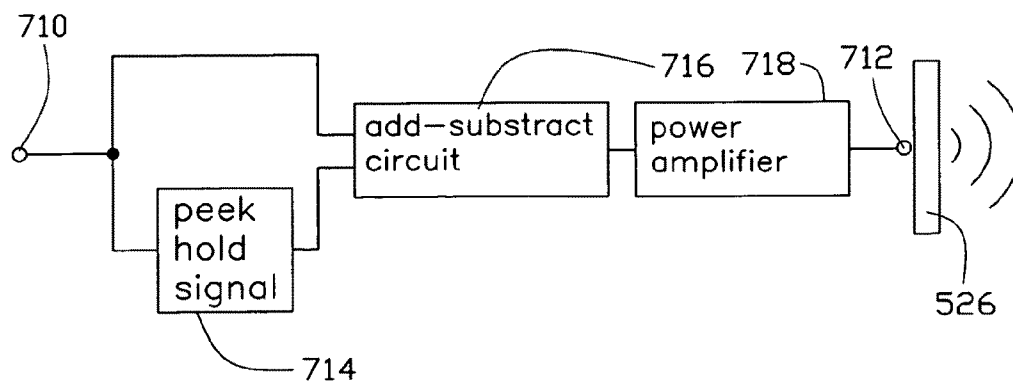 710
716
718
712
add-substract
circuit
power
amplifier
peek
hold
signal
526
714